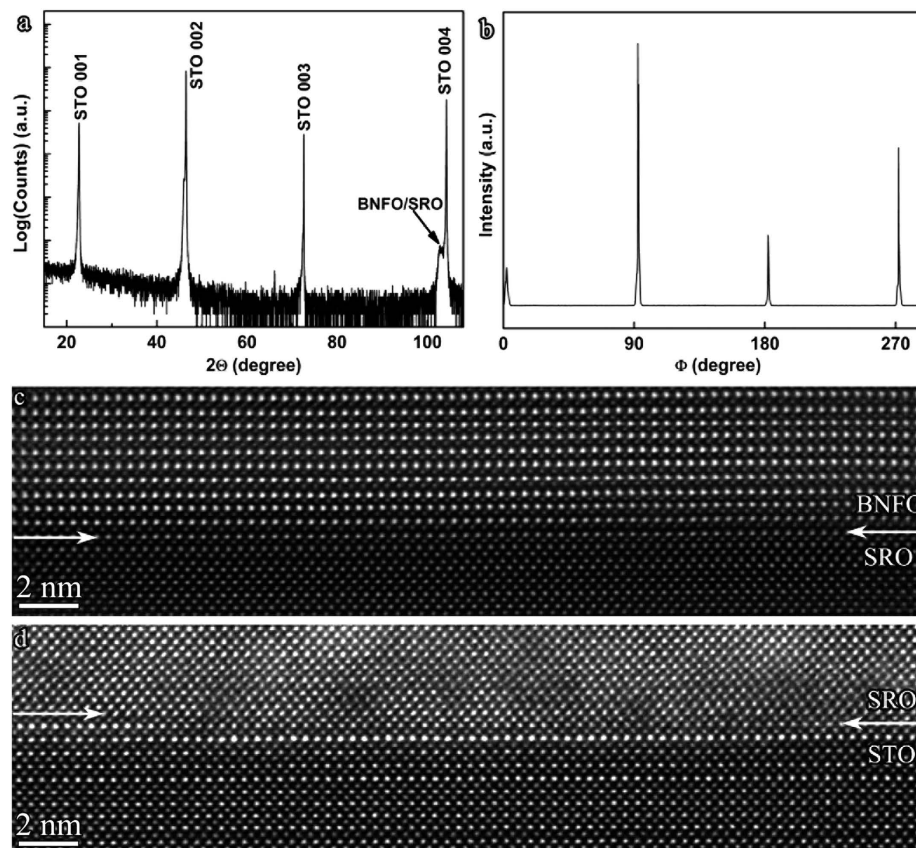 a
STO 001
STO 002
STO 003
STO 004
BNFO/SRO
Log(Counts) (a.u.)
20 40 60 80 100
2Θ (degree)
b
Intensity (a.u.)
0 90 180 270
Φ (degree)
c
BNFO
SRO
2 nm
d
SRO
STO
2 nm